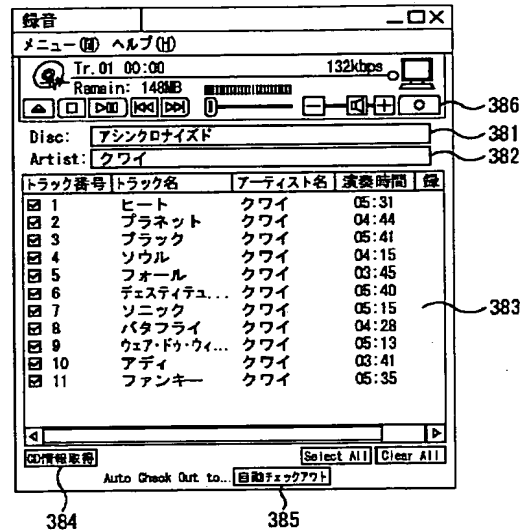 録音
メニュー(M) ヘルプ(H)
Tr.01 00:00 132kbps
Remain: 148MB
386
Disc: アシンクロナイズド 381
Artist: クワイ 382
トラック番号 トラック名 アーティスト名 演奏時間 録
1 ヒート クワイ 05:31
2 プラネット クワイ 04:44
3 ブラック クワイ 05:41
4 ソウル クワイ 04:15
5 フォール クワイ 03:45
6 デェスティテュ... クワイ 05:40
7 ソニック クワイ 05:15
8 バタフライ クワイ 04:28
9 ウェア・ドゥ・ウィ... クワイ 05:13
10 アディ クワイ 03:41
11 ファンキー クワイ 05:35
383
CD情報取得 Select All Clear All
Auto Check Out to... 自動チェックアウト
384 385